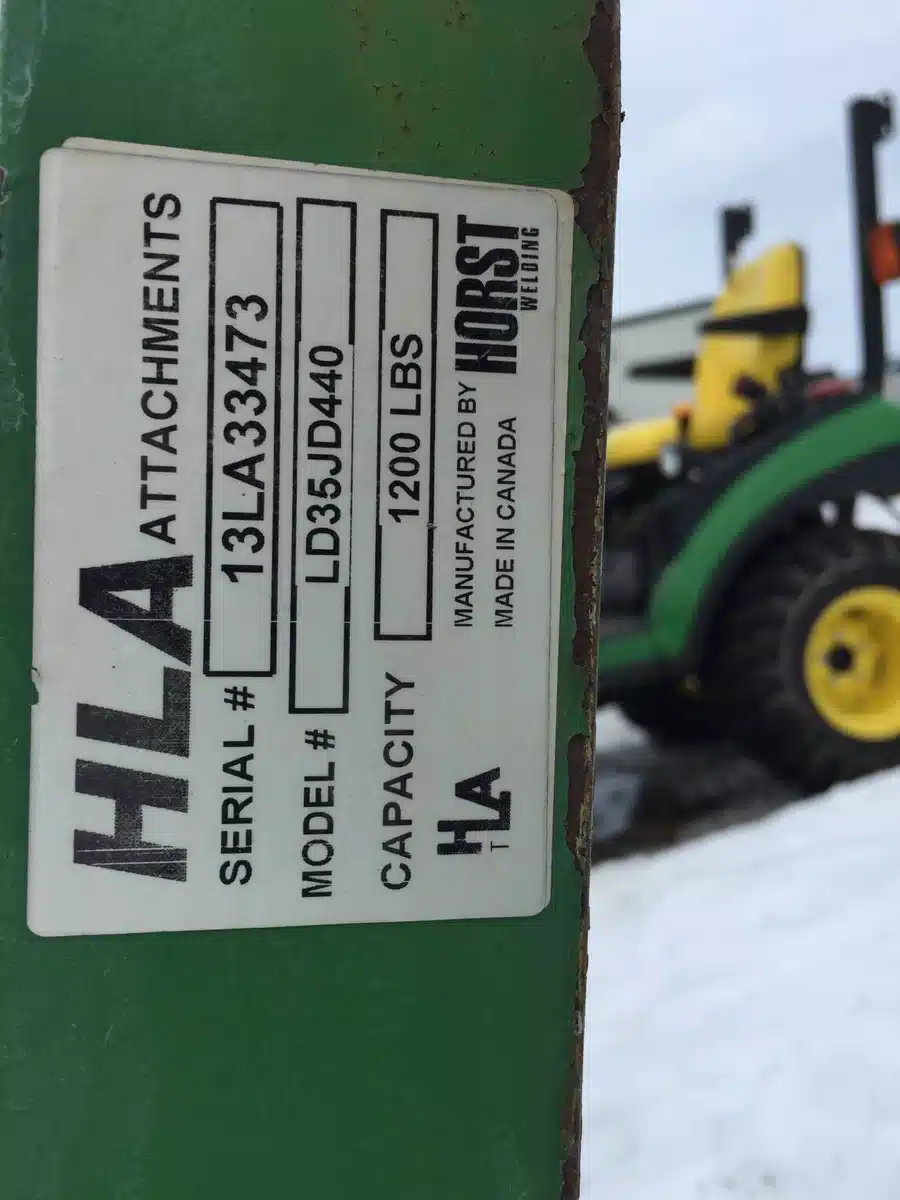 HLA ATTACHMENTS
SERIAL # 13LA33473
MODEL # LD35JD440
CAPACITY 1200 LBS
MANUFACTURED BY HORST
WELDING
MADE IN CANADA
HLA
T